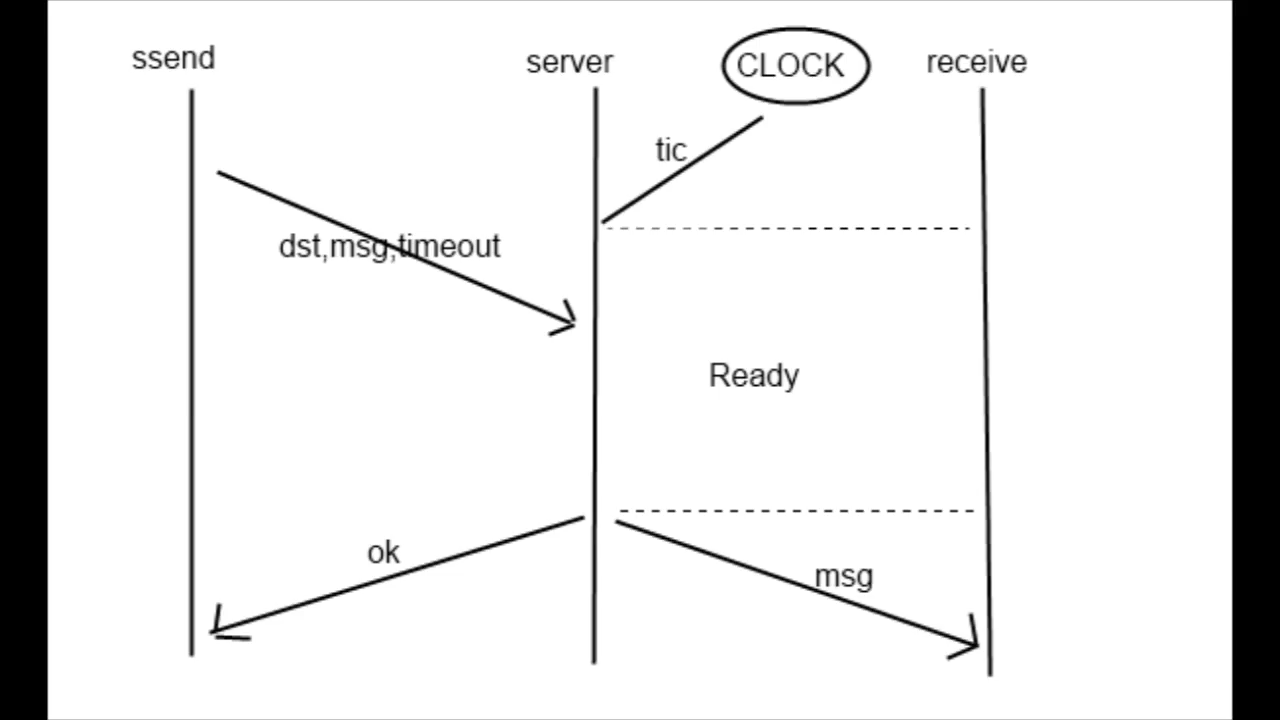 ssend
server
CLOCK
receive
tic
dst,msg,timeout
Ready
ok
msg